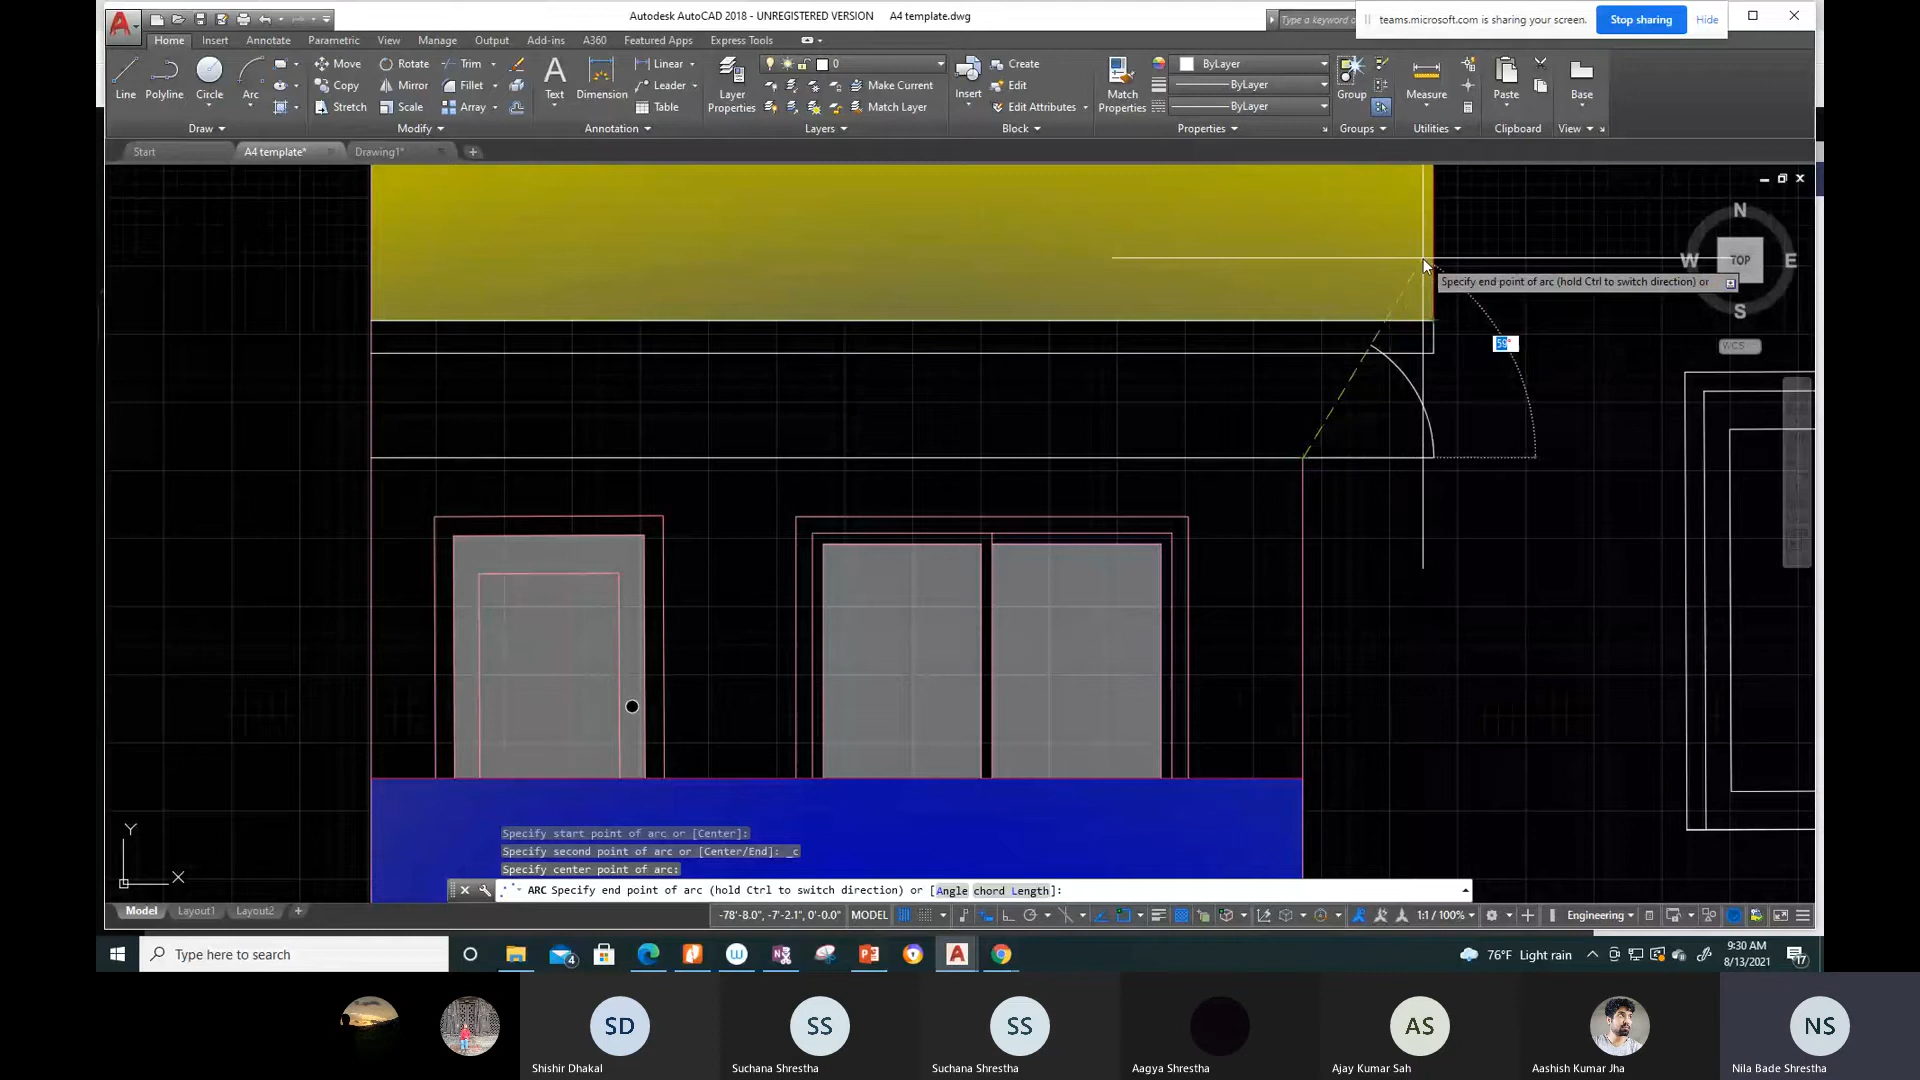 Autodesk AutoCAD 2018 - UNREGISTERED VERSION A4 template.dwg
Type a keyword o
teams.microsoft.com is sharing your screen.
Stop sharing
Hide
Home Insert Annotate Parametric View Manage Output Add-ins A360 Featured Apps Express Tools
Move Rotate Trim
Linear
0
Create
ByLayer
Copy Mirror Fillet
Leader
Make Current
Edit
ByLayer
Line Polyline Circle Arc
Text Dimension
Layer Properties
Insert
Match Properties
Group
Measure
Paste
Base
Stretch Scale Array
Table
Match Layer
Edit Attributes
ByLayer
Draw Modify Annotation Layers Block Properties Groups Utilities Clipboard View
Start A4 template* Drawing1*
N
W TOP E
S
WCS
Specify end point of arc (hold Ctrl to switch direction) or
59°
Y
X
Specify start point of arc or [Center]:
Specify second point of arc or [Center/End]: _c
Specify center point of arc:
ARC Specify end point of arc (hold Ctrl to switch direction) or [Angle chord Length]:
Model Layout1 Layout2 +
-78'-8.0", -7'-2.1", 0'-0.0" MODEL
1:1 / 100%
Engineering
Type here to search
4
76°F Light rain
9:30 AM
8/13/2021
17
SD
SS
SS
AS
NS
Shishir Dhakal
Suchana Shrestha
Suchana Shrestha
Aagya Shrestha
Ajay Kumar Sah
Aashish Kumar Jha
Nila Bade Shrestha